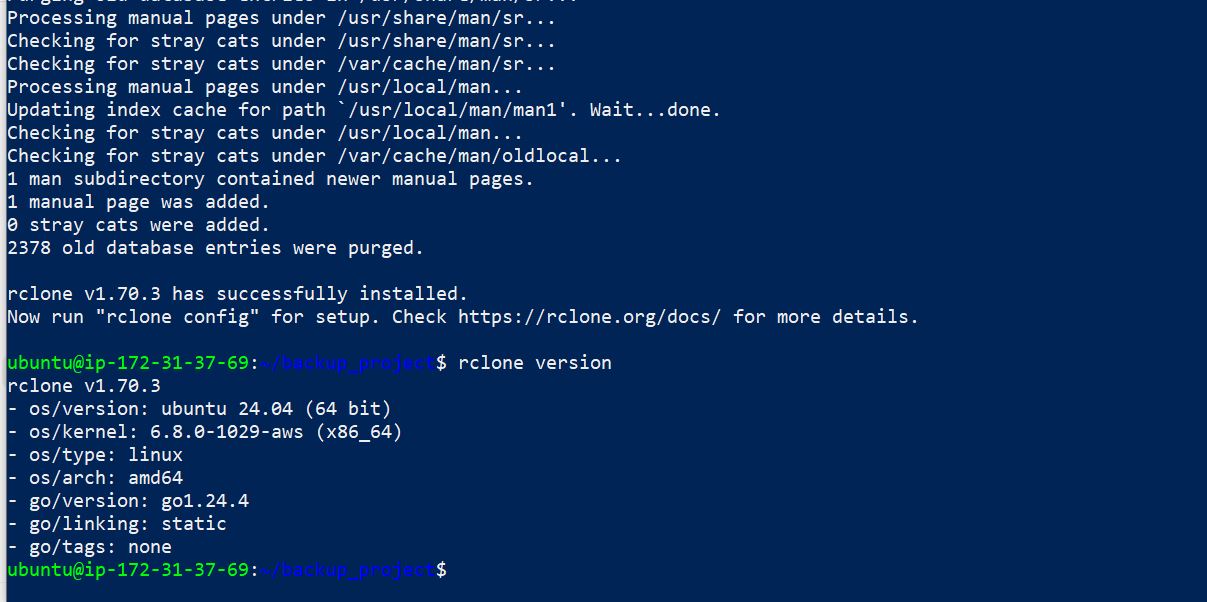 Processing manual pages under /usr/share/man/sr...
Checking for stray cats under /usr/share/man/sr...
Checking for stray cats under /var/cache/man/sr...
Processing manual pages under /usr/local/man...
Updating index cache for path `/usr/local/man/man1'. Wait...done.
Checking for stray cats under /usr/local/man...
Checking for stray cats under /var/cache/man/oldlocal...
1 man subdirectory contained newer manual pages.
1 manual page was added.
0 stray cats were added.
2378 old database entries were purged.
rclone v1.70.3 has successfully installed.
Now run "rclone config" for setup. Check https://rclone.org/docs/ for more details.
ubuntu@ip-172-31-37-69:~/backup_project$ rclone version
rclone v1.70.3
- os/version: ubuntu 24.04 (64 bit)
- os/kernel: 6.8.0-1029-aws (x86_64)
- os/type: linux
- os/arch: amd64
- go/version: go1.24.4
- go/linking: static
- go/tags: none
ubuntu@ip-172-31-37-69:~/backup_project$